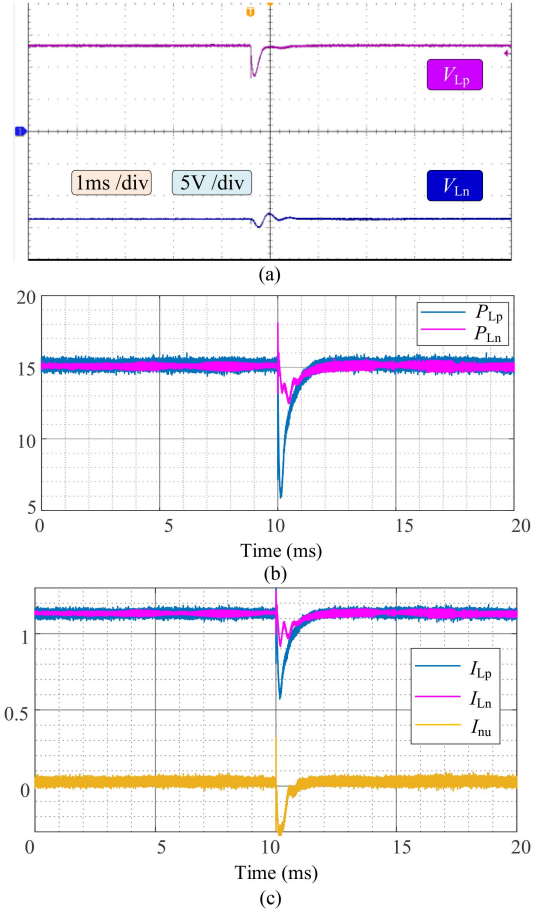 T
V_Lp
1
1ms /div 5V /div V_Ln
(a)
20
P_Lp
P_Ln
15
10
5
0 5 10 15 20
Time (ms)
(b)
1
I_Lp
I_Ln
I_nu
0.5
0
0 5 10 15 20
Time (ms)
(c)